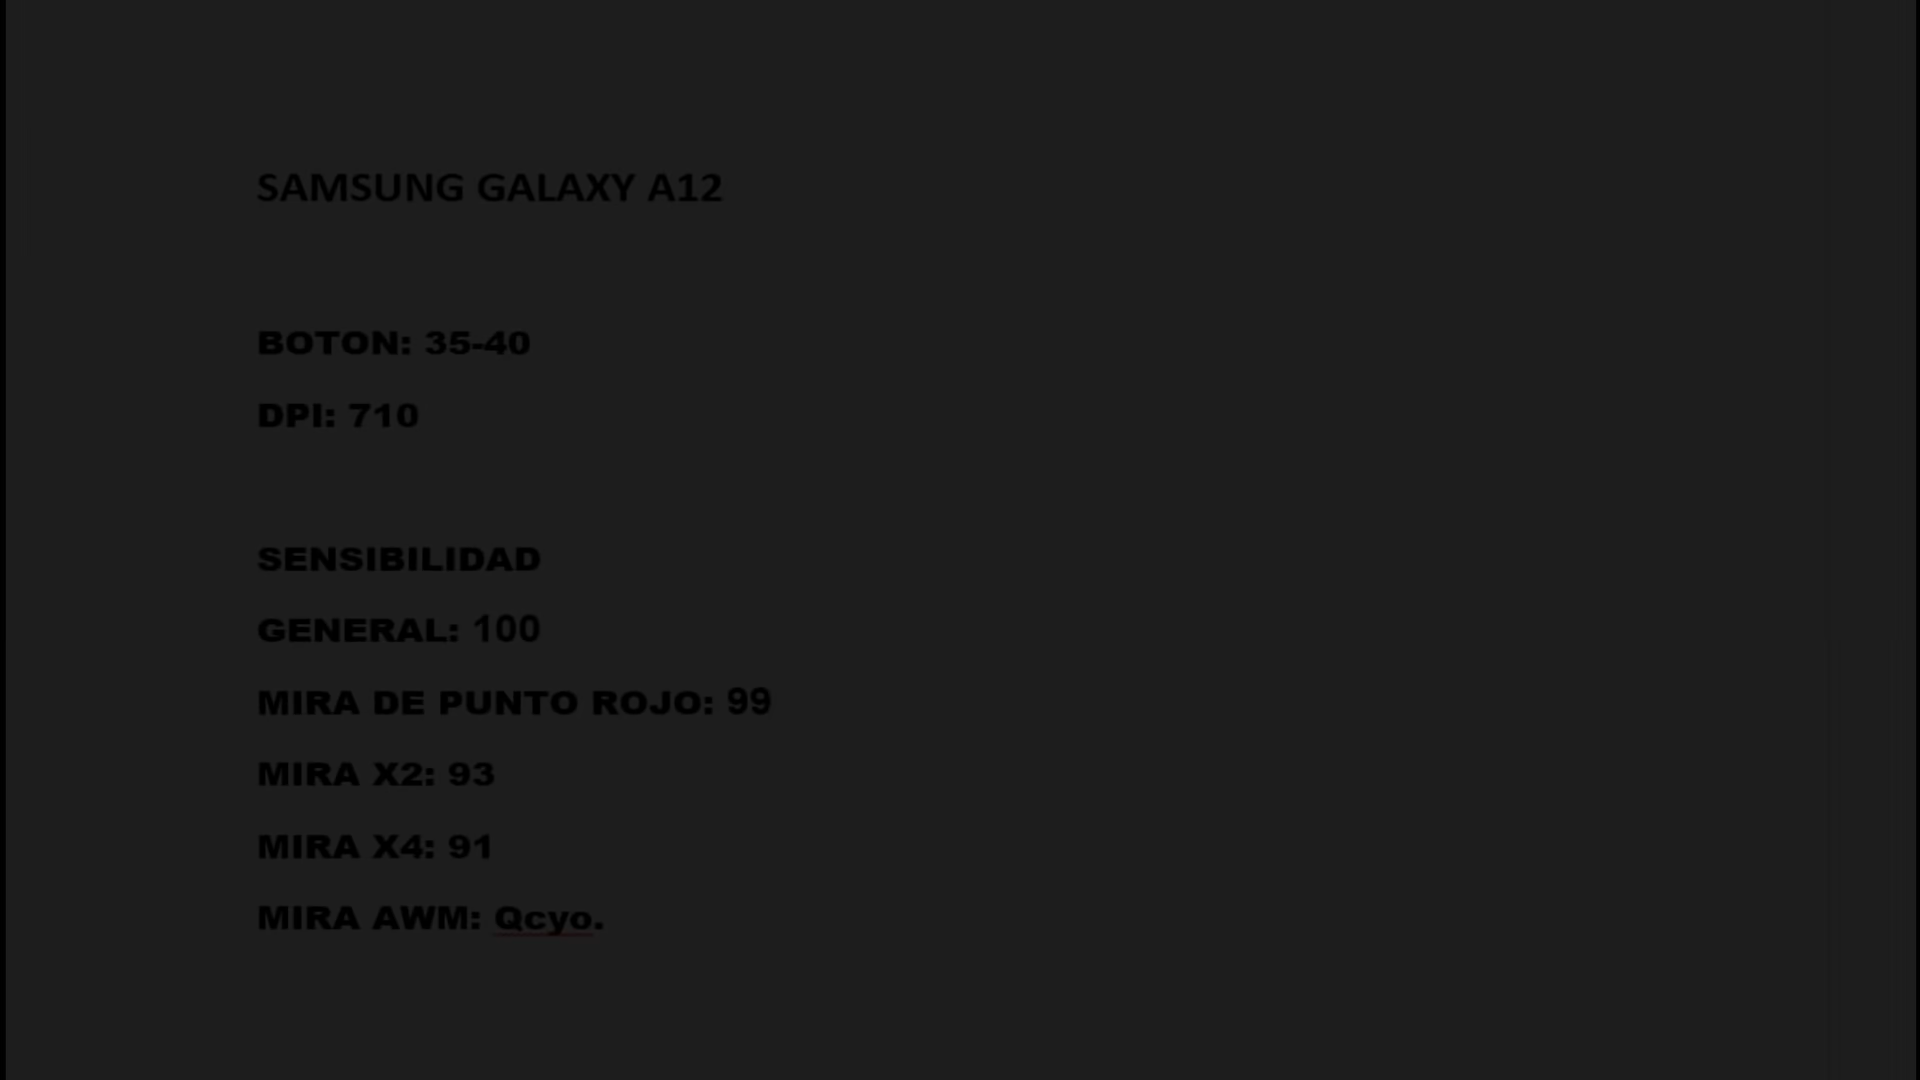 SAMSUNG GALAXY A12
BOTON: 35-40
DPI: 710
SENSIBILIDAD
GENERAL: 100
MIRA DE PUNTO ROJO: 99
MIRA X2: 93
MIRA X4: 91
MIRA AWM: Qcyo.